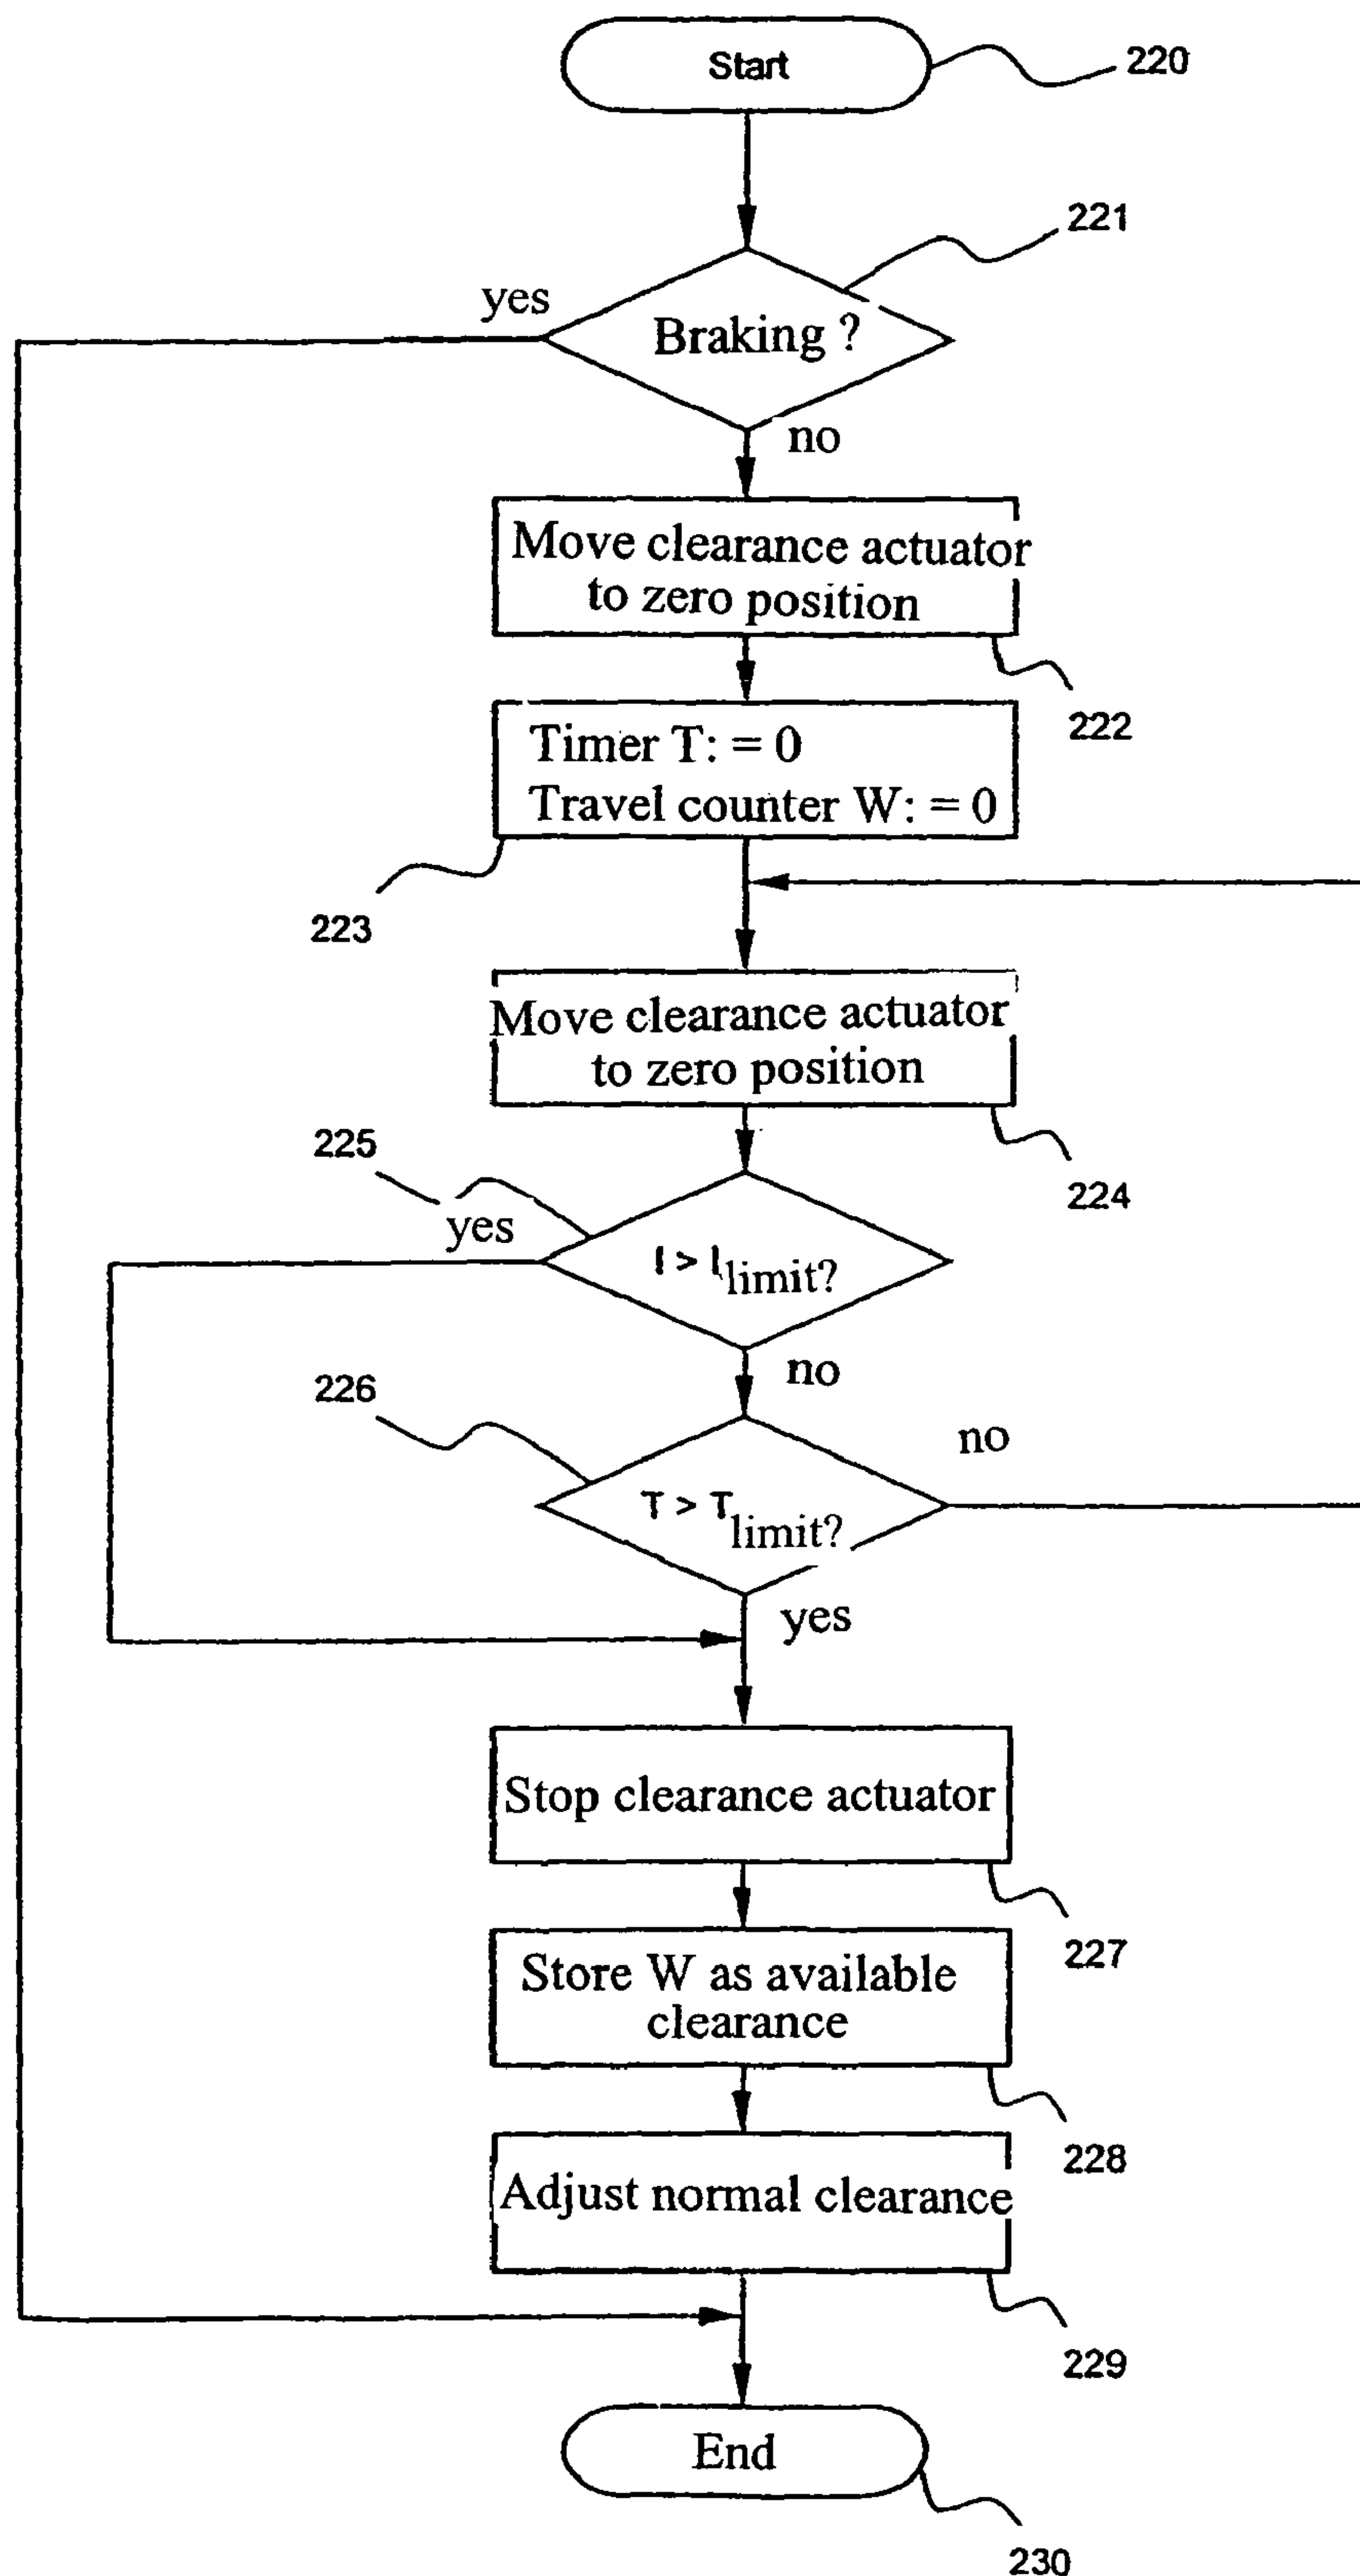 Start
220
221
yes
Braking ?
no
Move clearance actuator
to zero position
222
Timer T: = 0
Travel counter W: = 0
223
Move clearance actuator
to zero position
224
225
yes
I > I limit?
no
226
no
T > T limit?
yes
Stop clearance actuator
227
Store W as available
clearance
228
Adjust normal clearance
229
End
230